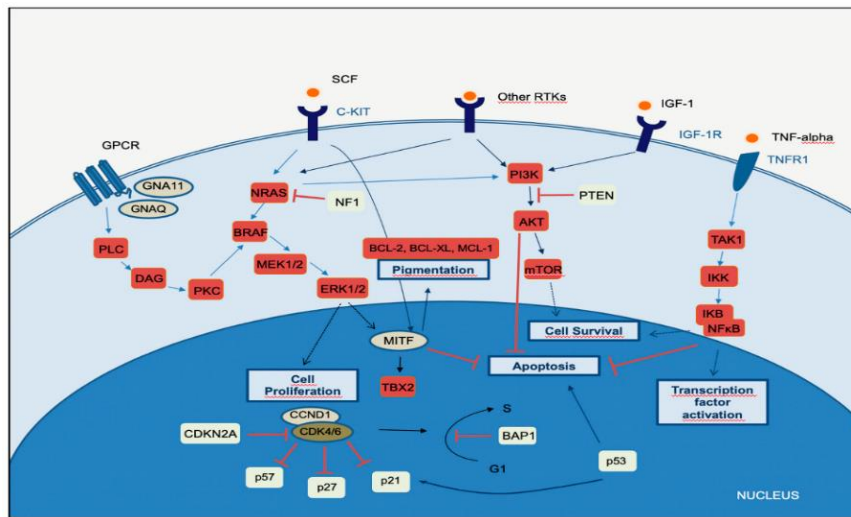 SCF
C-KIT
Other RTKs
IGF-1
IGF-1R
TNF-alpha
TNFR1
GPCR
GNA11
GNAQ
NRAS
NF1
PI3K
PTEN
BRAF
AKT
PLC
DAG
PKC
MEK1/2
ERK1/2
BCL-2, BCL-XL, MCL-1
Pigmentation
mTOR
TAK1
IKK
IKB
NFκB
MITF
Cell Survival
Apoptosis
Cell
Proliferation
TBX2
Transcription
factor
activation
CCND1
CDK4/6
CDKN2A
S
BAP1
G1
p53
p57
p27
p21
NUCLEUS